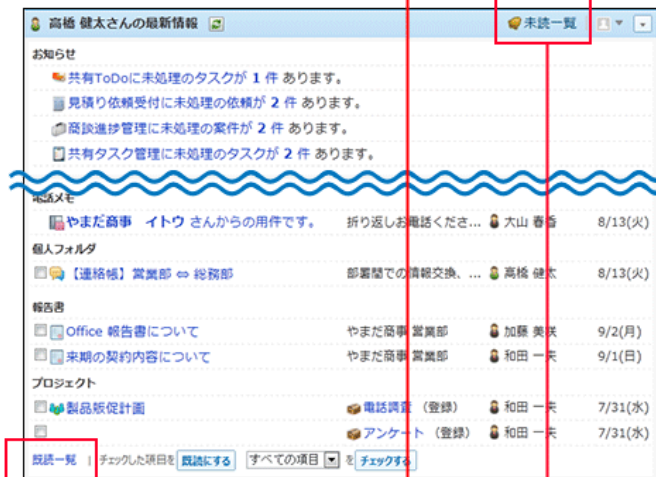 高橋 健太さんの最新情報 未読一覧
お知らせ
共有ToDoに未処理のタスクが 1 件 あります。
見積り依頼受付に未処理の依頼が 2 件 あります。
商談進捗管理に未処理の案件が 2 件 あります。
共有タスク管理に未処理のタスクが 2 件 あります。
電話メモ
やまだ商事 イトウ さんからの用件です。 折り返しお電話くださ... 大山 春香 8/13(火)
個人フォルダ
【連絡帳】営業部 ⇔ 総務部 部署間での情報交換、... 高橋 健太 8/13(火)
報告書
Office 報告書について やまだ商事 営業部 加藤 美咲 9/2(月)
来期の契約内容について やまだ商事 営業部 和田 一夫 9/1(日)
プロジェクト
製品販促計画 電話調査 (登録) 和田 一夫 7/31(水)
アンケート (登録) 和田 一夫 7/31(水)
既読一覧 | チェックした項目を 既読にする すべての項目 を チェックする